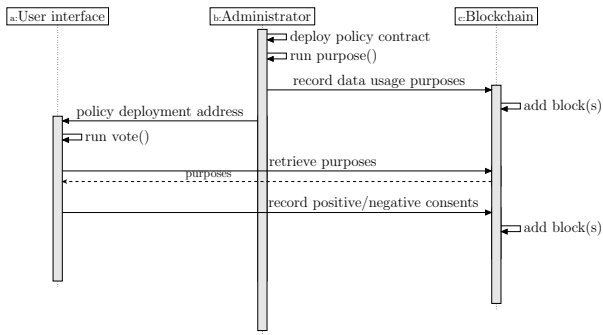 a:User interface
b:Administrator
c:Blockchain
deploy policy contract
run purpose()
record data usage purposes
add block(s)
policy deployment address
run vote()
retrieve purposes
purposes
record positive/negative consents
add block(s)